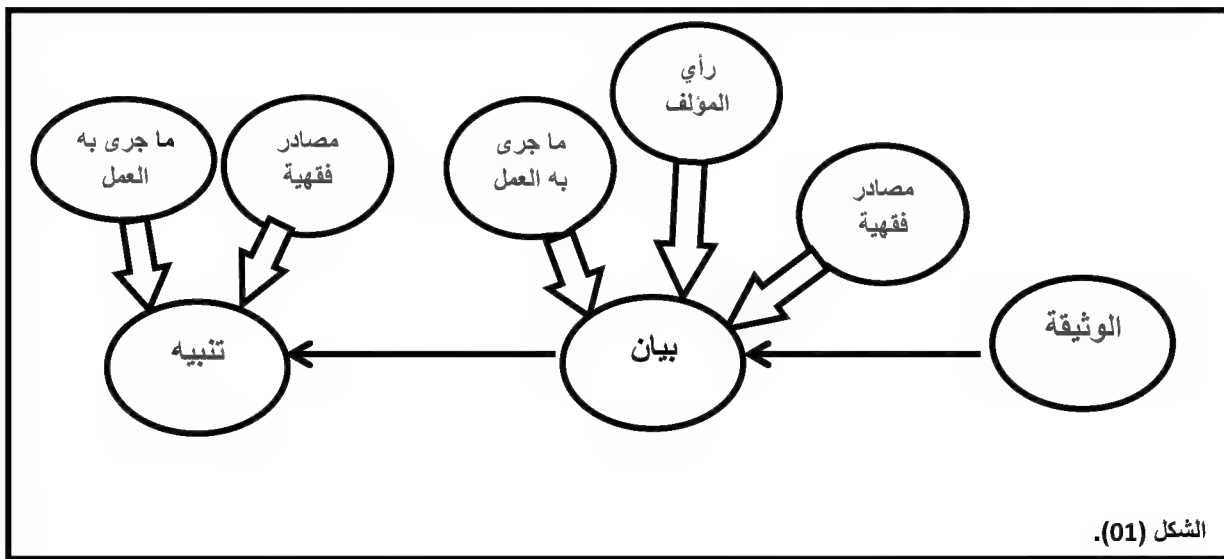 رأي
المؤلف
مصادر
فقهية
ما جرى
به العمل
مصادر
فقهية
ما جرى به
العمل
الوثيقة
بيان
تنبيه
الشكل (01).